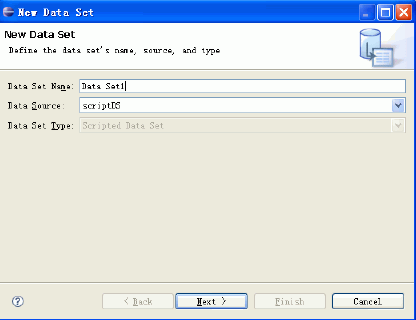 New Data Set
New Data Set
Define the data set's name, source, and type
Data Set Name: Data Set1
Data Source: scriptDS
Data Set Type: Scripted Data Set
? < Back Next > Finish Cancel